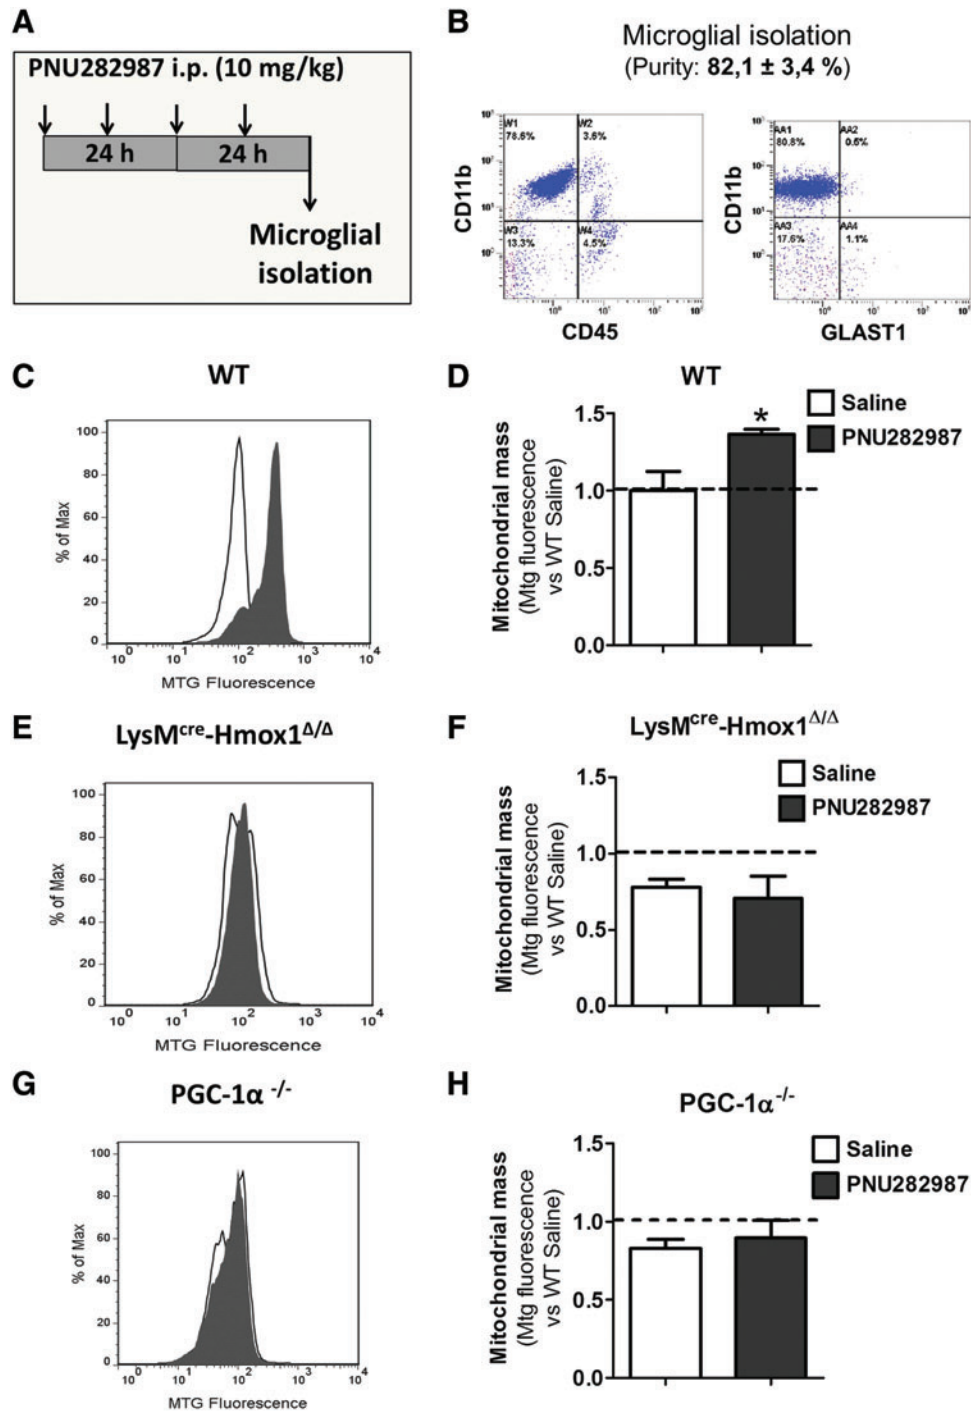 A
PNU282987 i.p. (10 mg/kg)
24 h
24 h
Microglial
isolation
B
Microglial isolation
(Purity: 82,1 ± 3,4 %)
CD11b
78.6%
3.6%
13.3%
4.5%
CD45
CD11b
AA1
AA2
80.8%
0.5%
AA3
AA4
17.6%
1.1%
GLAST1
C
WT
% of Max
100
80
60
40
20
0
10⁰ 10¹ 10² 10³ 10⁴
MTG Fluorescence
D
WT
Mitochondrial mass
(Mtg fluorescence
vs WT Saline)
1.5
1.0
0.5
0.0
*
Saline
PNU282987
E
LysMᶜʳᵉ-Hmox1ᐃ/ᐃ
% of Max
100
80
60
40
20
0
10⁰ 10¹ 10² 10³ 10⁴
MTG Fluorescence
F
LysMᶜʳᵉ-Hmox1ᐃ/ᐃ
Mitochondrial mass
(Mtg fluorescence
vs WT Saline)
1.5
1.0
0.5
0.0
Saline
PNU282987
G
PGC-1α ⁻/⁻
% of Max
100
80
60
40
20
0
10⁰ 10¹ 10² 10³ 10⁴
MTG Fluorescence
H
PGC-1α⁻/⁻
Mitochondrial mass
(Mtg fluorescence
vs WT Saline)
1.5
1.0
0.5
0.0
Saline
PNU282987